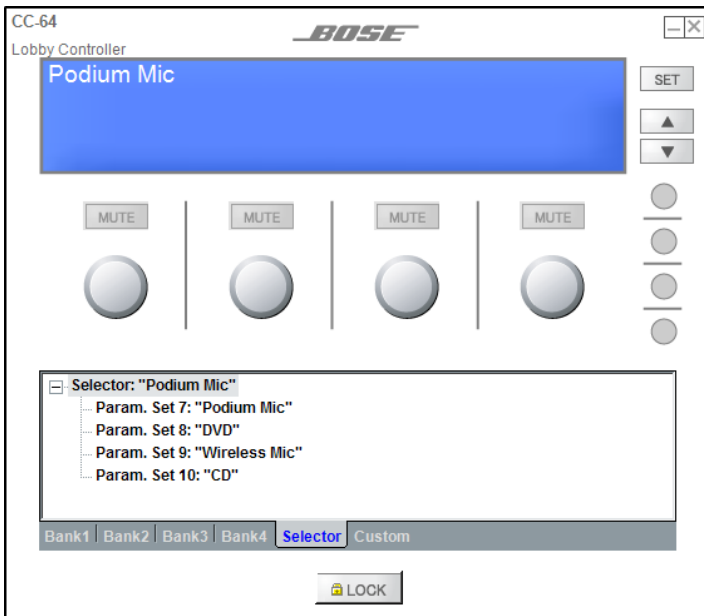 CC-64
BOSE
Lobby Controller
Podium Mic
SET
MUTE MUTE MUTE MUTE
Selector: "Podium Mic"
Param. Set 7: "Podium Mic"
Param. Set 8: "DVD"
Param. Set 9: "Wireless Mic"
Param. Set 10: "CD"
Bank1 Bank2 Bank3 Bank4 Selector Custom
LOCK